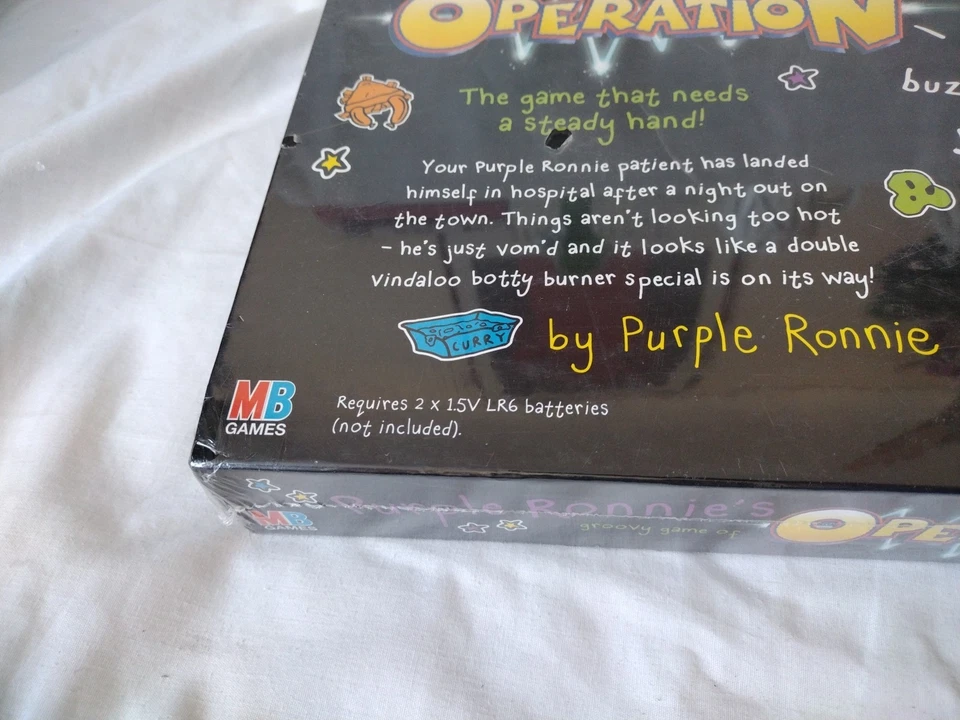 OPERATION
The game that needs
a steady hand!
buz
Your Purple Ronnie patient has landed
himself in hospital after a night out on
the town. Things aren't looking too hot
- he's just vom'd and it looks like a double
vindaloo botty burner special is on its way!
CURRY
by Purple Ronnie
MB
GAMES
Requires 2 x 1.5V LR6 batteries
(not included).
Purple Ronnie's
MB
GAMES
groovy game of
OPE